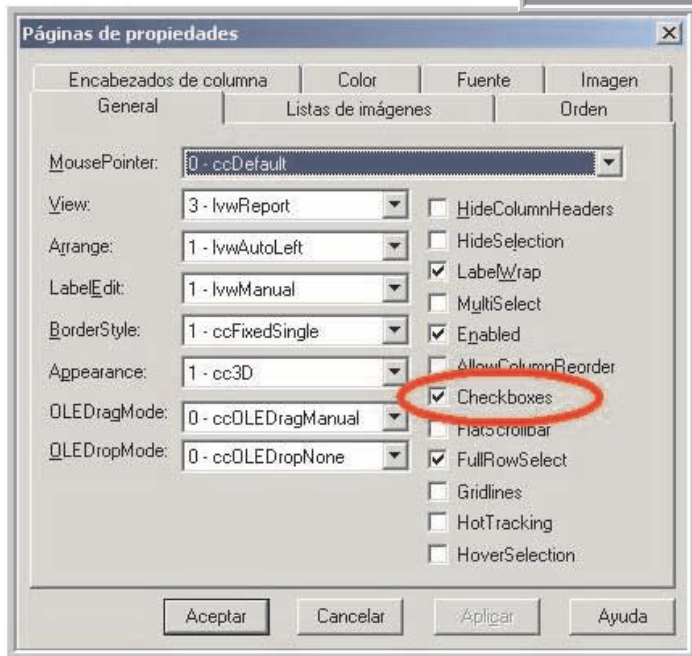 Páginas de propiedades
Encabezados de columna Color Fuente Imagen
General Listas de imágenes Orden
MousePointer: 0 - ccDefault
View: 3 - lvwReport
Arrange: 1 - lvwAutoLeft
LabelEdit: 1 - lvwManual
BorderStyle: 1 - ccFixedSingle
Appearance: 1 - cc3D
OLEDragMode: 0 - ccOLEDragManual
OLEDropMode: 0 - ccOLEDropNone
HideColumnHeaders
HideSelection
LabelWrap
MultiSelect
Enabled
AllowColumnReorder
Checkboxes
FlatScrollbar
FullRowSelect
Gridlines
HotTracking
HoverSelection
Aceptar Cancelar Aplicar Ayuda